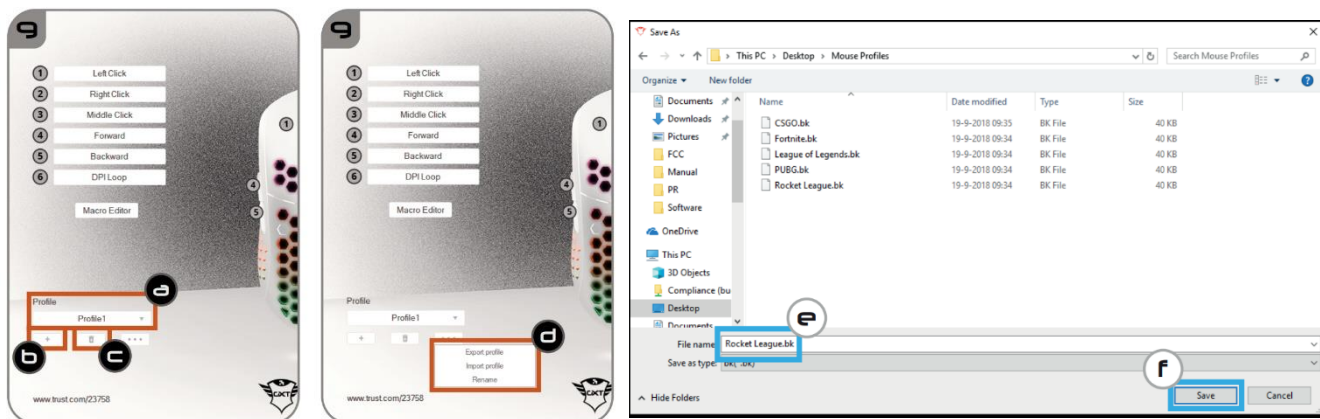 g
1 Left Click
2 Right Click
3 Middle Click
4 Forward
5 Backward
6 DPI Loop
Macro Editor
1
4
5
a
Profile
Profile1
+
b
c
www.trust.com/23758
GXT
g
1 Left Click
2 Right Click
3 Middle Click
4 Forward
5 Backward
6 DPI Loop
Macro Editor
1
4
5
Profile
Profile1
+
d
Export profile
Import profile
Rename
www.trust.com/23758
GXT
Save As
This PC > Desktop > Mouse Profiles
Search Mouse Profiles
Organize New folder
Documents
Downloads
Pictures
FCC
Manual
PR
Software
OneDrive
This PC
3D Objects
Compliance (bu
Desktop
Documents
Name Date modified Type Size
CSGO.bk 19-9-2018 09:35 BK File 40 KB
Fortnite.bk 19-9-2018 09:34 BK File 40 KB
League of Legends.bk 19-9-2018 09:34 BK File 40 KB
PUBG.bk 19-9-2018 09:34 BK File 40 KB
Rocket League.bk 19-9-2018 09:34 BK File 40 KB
e
File name: Rocket League.bk
Save as type: bk(*.bk)
f
Hide Folders
Save Cancel